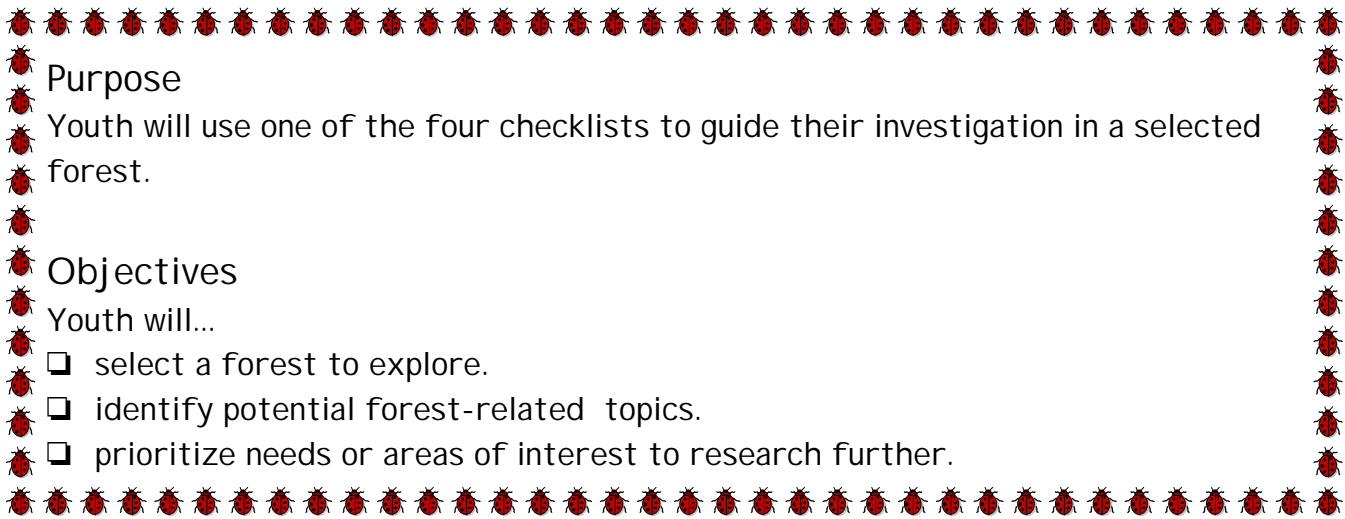 Purpose
Youth will use one of the four checklists to guide their investigation in a selected
forest.
Objectives
Youth will...
❏ select a forest to explore.
❏ identify potential forest-related topics.
❏ prioritize needs or areas of interest to research further.